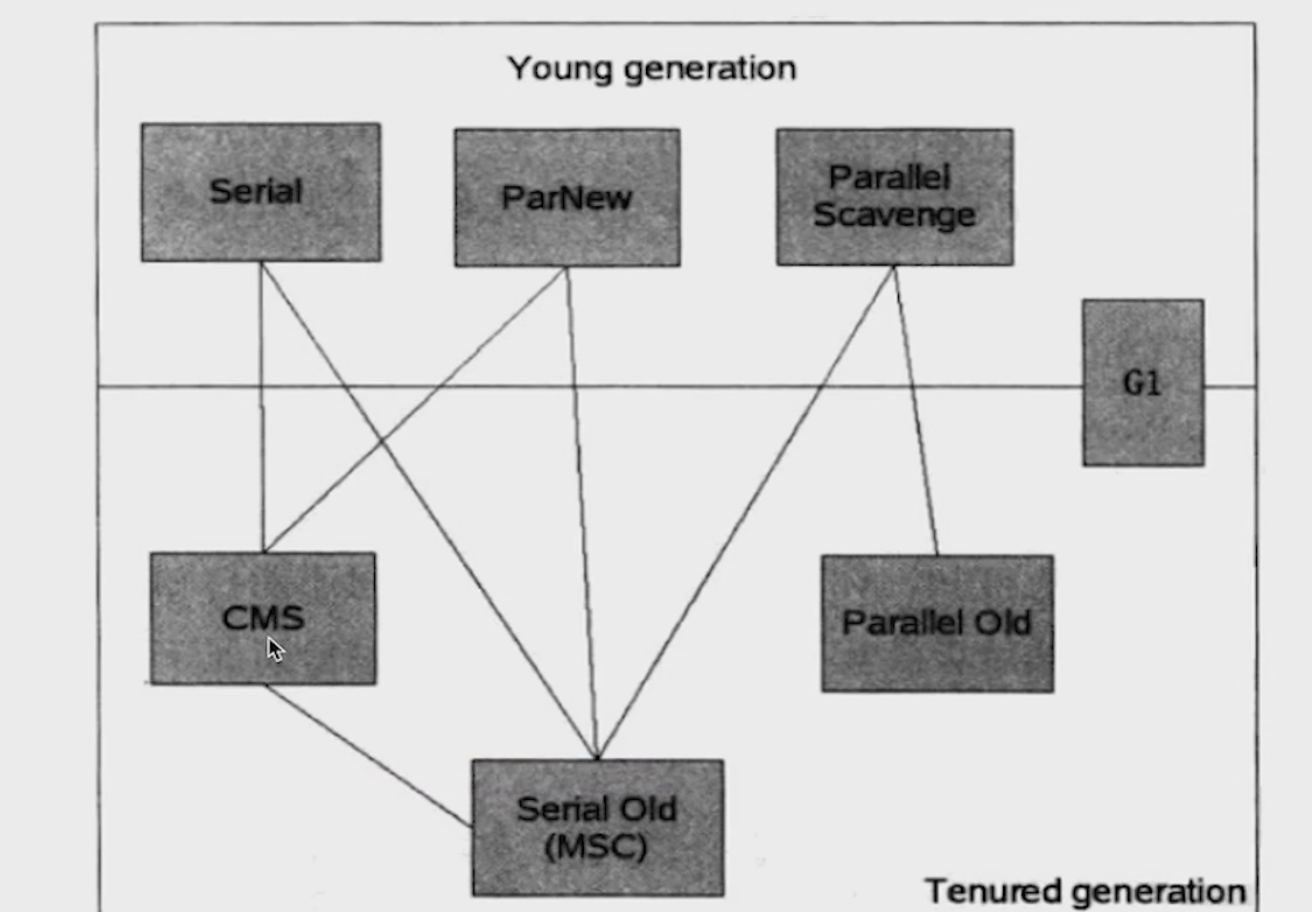 Young generation
Serial
ParNew
Parallel
Scavenge
G1
CMS
Parallel Old
Serial Old
(MSC)
Tenured generation